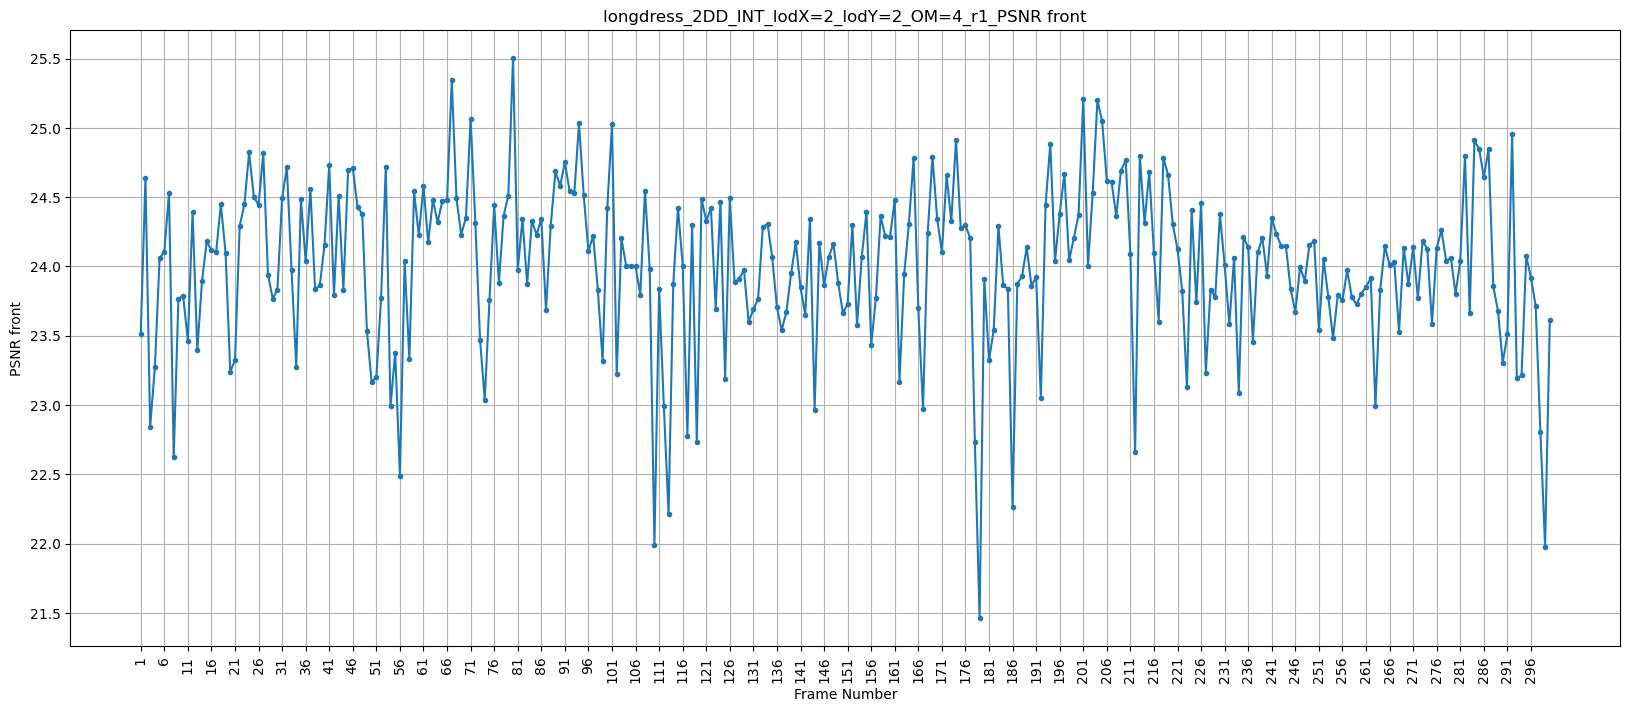 longdress_2DD_INT_lodX=2_lodY=2_OM=4_r1_PSNR front
PSNR front
25.5
25.0
24.5
24.0
23.5
23.0
22.5
22.0
21.5
1 6 11 16 21 26 31 36 41 46 51 56 61 66 71 76 81 86 91 96 101 106 111 116 121 126 131 136 141 146 151 156 161 166 171 176 181 186 191 196 201 206 211 216 221 226 231 236 241 246 251 256 261 266 271 276 281 286 291 296
Frame Number